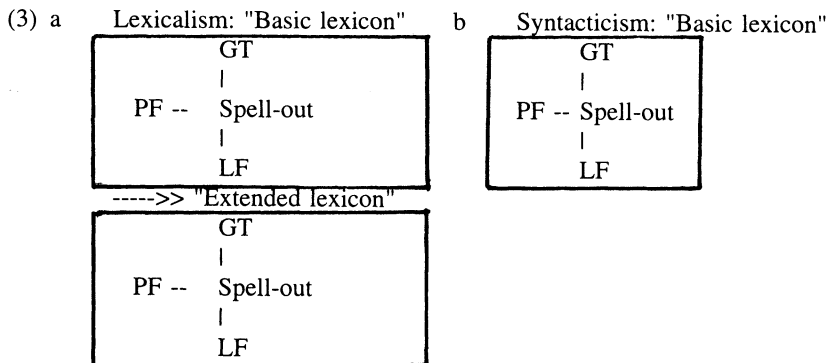 (3) a Lexicalism: "Basic lexicon" b Syntacticism: "Basic lexicon"
GT GT
| |
PF -- Spell-out PF -- Spell-out
| |
LF LF
----->> "Extended lexicon"
GT
|
PF -- Spell-out
|
LF